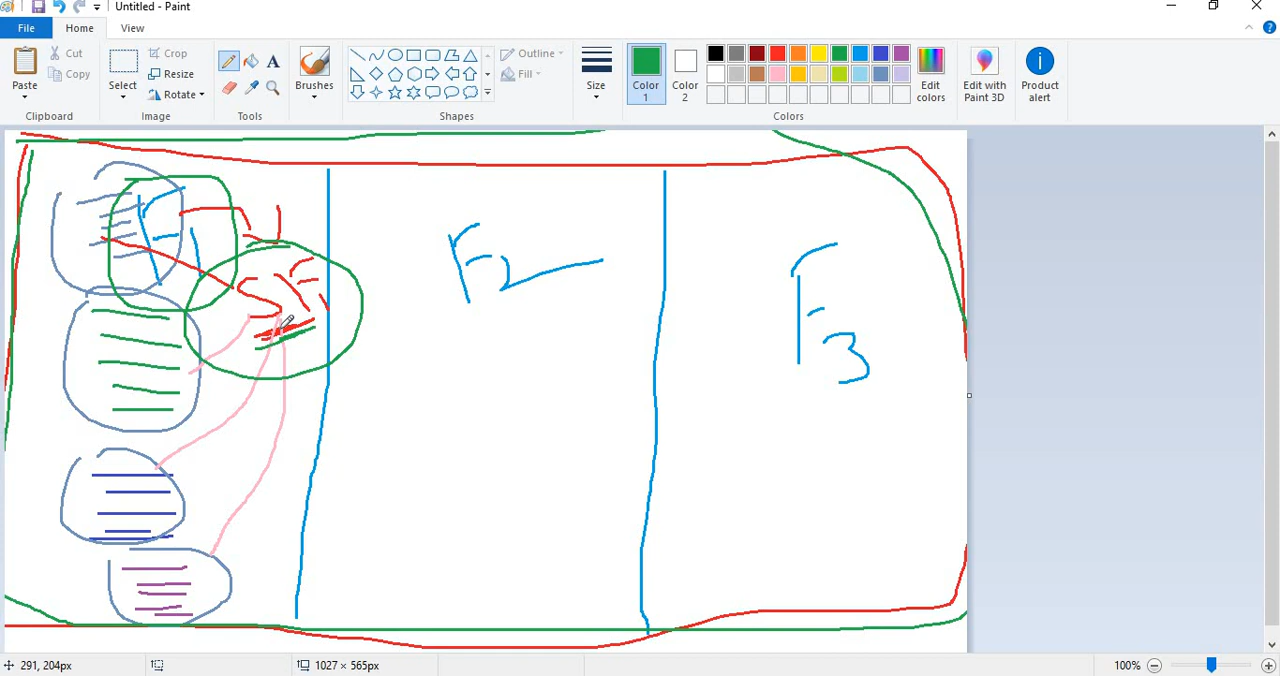 Untitled - Paint
File
Home
View
Paste
Cut
Copy
Clipboard
Select
Crop
Resize
Rotate
Image
A
Tools
Brushes
Outline
Fill
Shapes
Size
Color 1
Color 2
Colors
Edit colors
Edit with Paint 3D
Product alert
F2
F3
291, 204px
1027 × 565px
100%